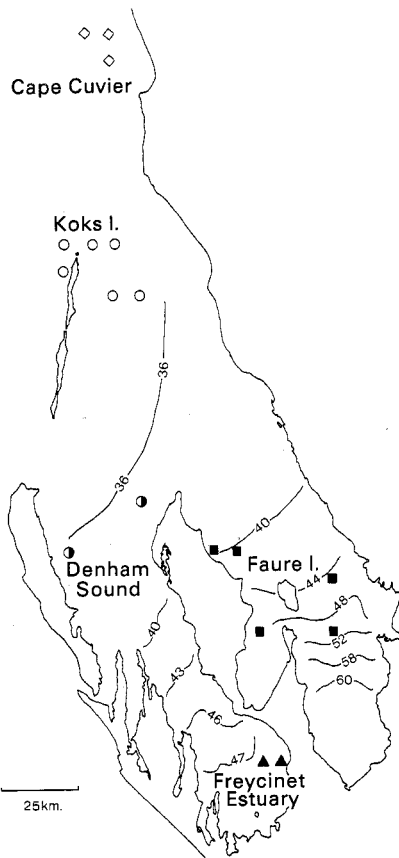 Cape Cuvier
Koks I.
36
36
40
Faure I.
44
Denham
Sound
48
40
52
58
43
60
46
47
Freycinet
Estuary
25km.